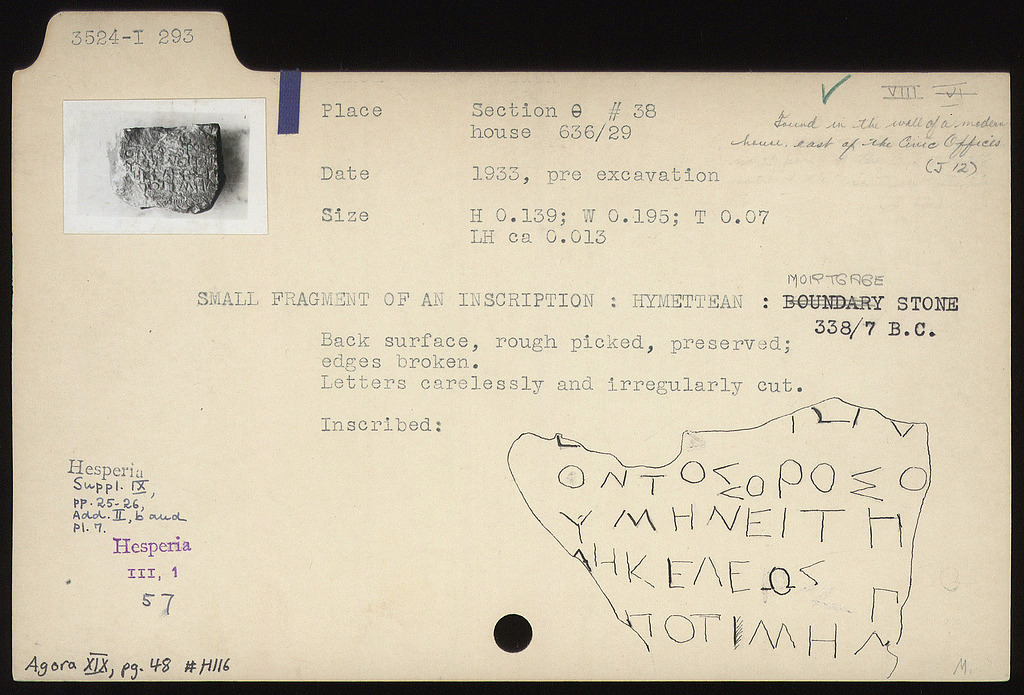 3524-I 293
Place Section Θ # 38
house 636/29
VIII VI
Found in the wall of a modern
house, east of the Civic Offices
(J 12)
Date 1933, pre excavation
Size H 0.139; W 0.195; T 0.07
LH ca 0.013
MORTGAGE
SMALL FRAGMENT OF AN INSCRIPTION : HYMETTEAN : BOUNDARY STONE
338/7 B.C.
Back surface, rough picked, preserved;
edges broken.
Letters carelessly and irregularly cut.
Inscribed:
ΟΝΤΟΣΟΡΟΣΟ
ΥΜΗΝΕΙΤΗ
ΛΗΚΕΛΕΩΣ Π
ΠΟΤΙΜΗΛ
Hesperia
Suppl. IX,
pp. 25-26,
Add. II, b and
Pl. 7.
Hesperia
III, 1
57
Agora XIX, pg. 48 #H116
M.